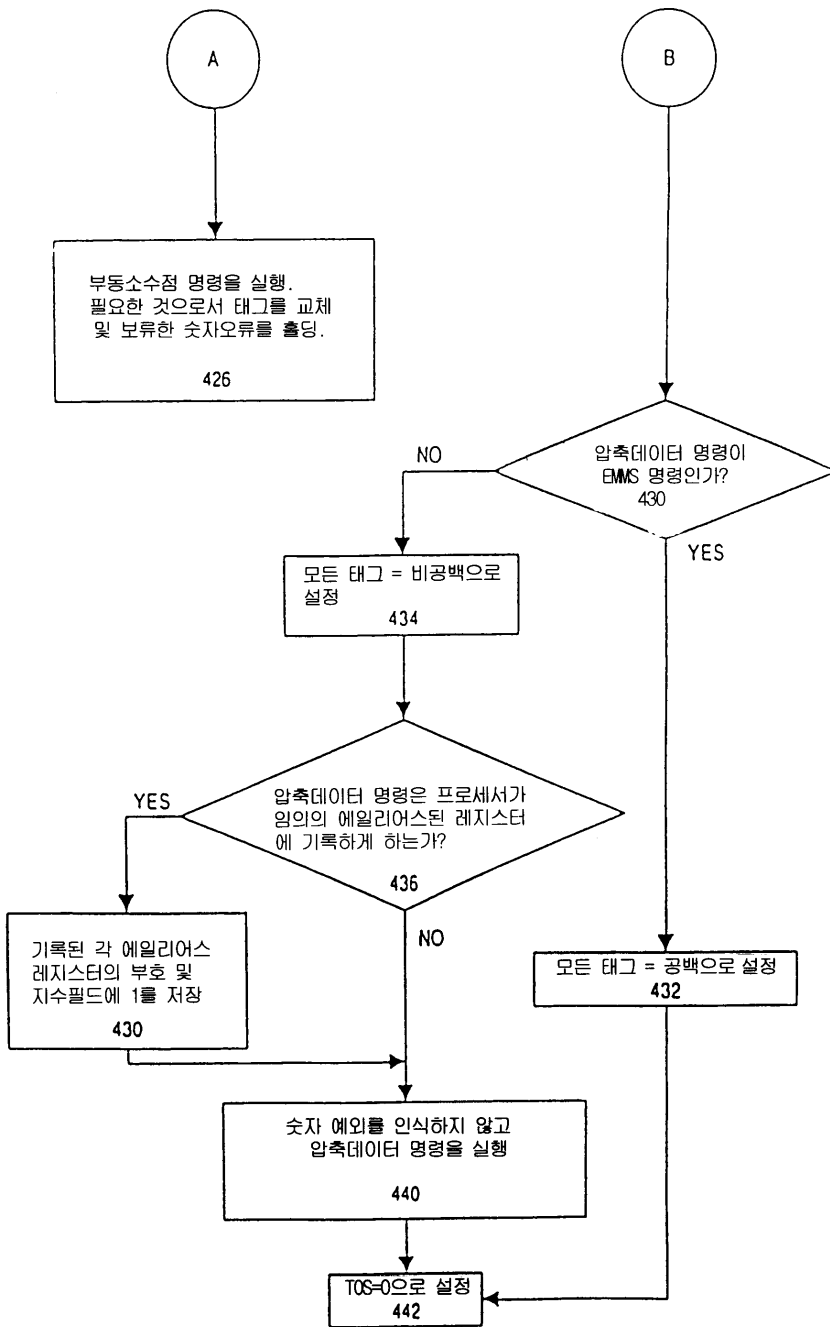 A
B
부동소수점 명령을 실행.
필요한 것으로서 태그를 교체
및 보류한 숫자오류를 홀딩.
426
압축데이터 명령이
EMMS 명령인가?
430
NO
YES
모든 태그 = 비공백으로
설정
434
압축데이터 명령은 프로세서가
임의의 에일리어스된 레지스터
에 기록하게 하는가?
436
YES
NO
기록된 각 에일리어스
레지스터의 부호 및
지수필드에 1를 저장
430
모든 태그 = 공백으로 설정
432
숫자 예외를 인식하지 않고
압축데이터 명령을 실행
440
TOS=0으로 설정
442